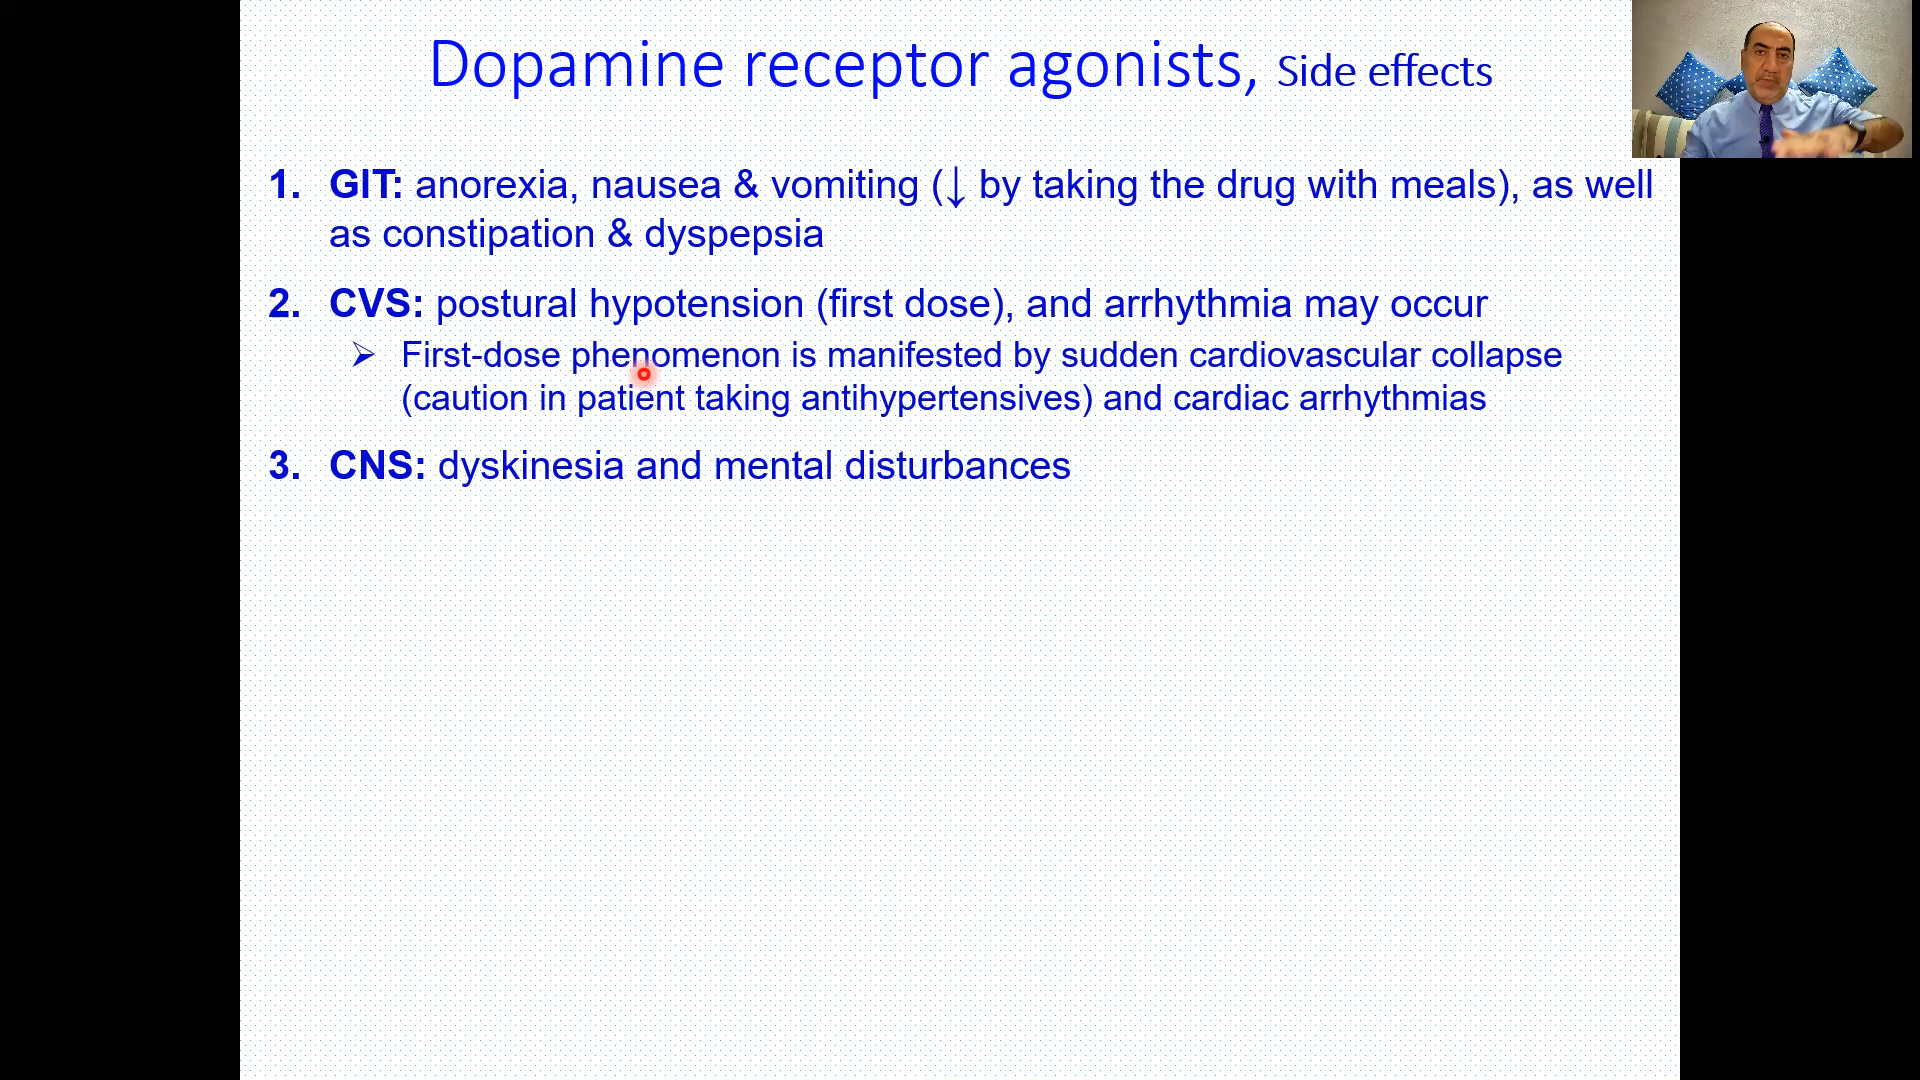 Dopamine receptor agonists, Side effects
1. GIT: anorexia, nausea & vomiting (↓ by taking the drug with meals), as well
as constipation & dyspepsia
2. CVS: postural hypotension (first dose), and arrhythmia may occur
➢ First-dose phenomenon is manifested by sudden cardiovascular collapse
(caution in patient taking antihypertensives) and cardiac arrhythmias
3. CNS: dyskinesia and mental disturbances